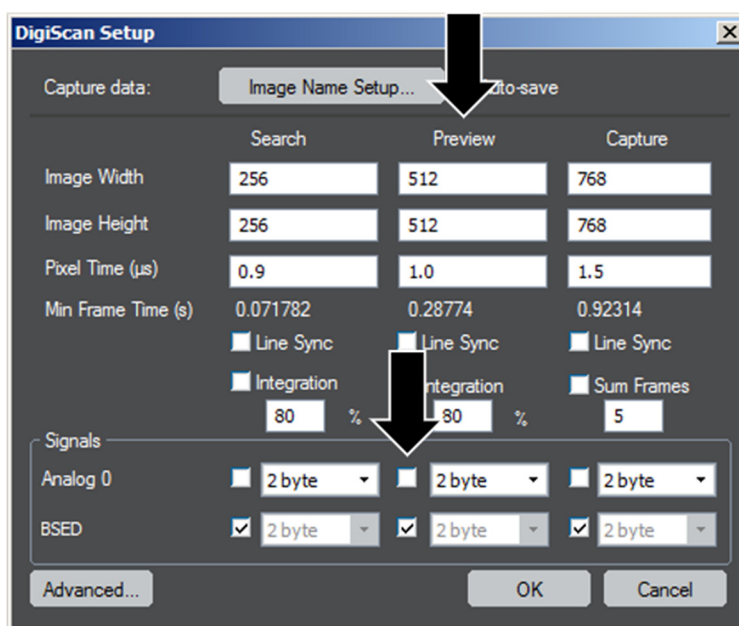 DigiScan Setup
Capture data: Image Name Setup... uto-save
Search Preview Capture
Image Width 256 512 768
Image Height 256 512 768
Pixel Time (µs) 0.9 1.0 1.5
Min Frame Time (s) 0.071782 0.28774 0.92314
Line Sync Line Sync Line Sync
Integration ntegration Sum Frames
80 % 80 % 5
Signals
Analog 0 2 byte 2 byte 2 byte
BSED 2 byte 2 byte 2 byte
Advanced... OK Cancel